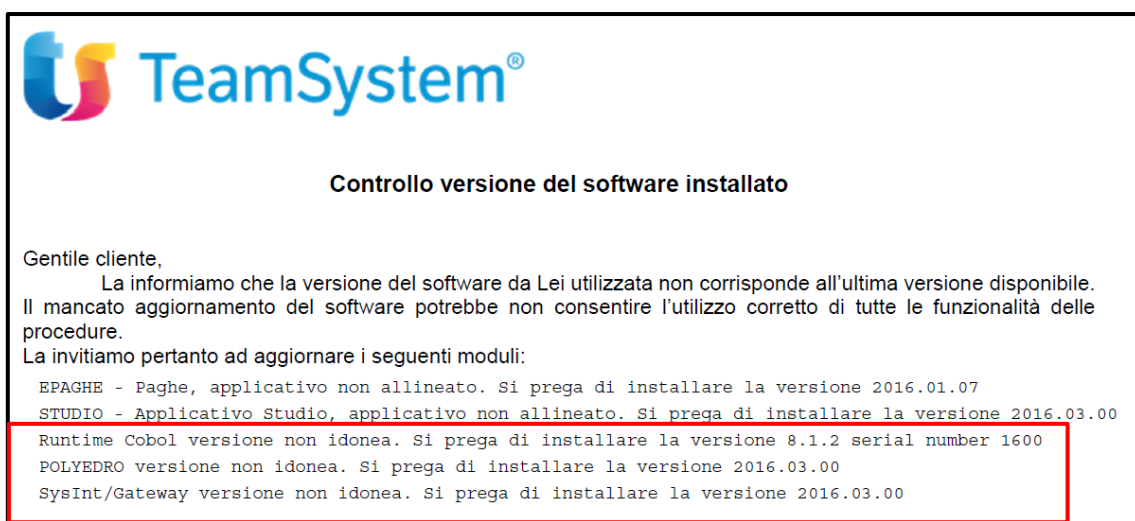 TeamSystem®
Controllo versione del software installato
Gentile cliente,
La informiamo che la versione del software da Lei utilizzata non corrisponde all'ultima versione disponibile.
Il mancato aggiornamento del software potrebbe non consentire l'utilizzo corretto di tutte le funzionalità delle
procedure.
La invitiamo pertanto ad aggiornare i seguenti moduli:
EPAGHE - Paghe, applicativo non allineato. Si prega di installare la versione 2016.01.07
STUDIO - Applicativo Studio, applicativo non allineato. Si prega di installare la versione 2016.03.00
Runtime Cobol versione non idonea. Si prega di installare la versione 8.1.2 serial number 1600
POLYEDRO versione non idonea. Si prega di installare la versione 2016.03.00
SysInt/Gateway versione non idonea. Si prega di installare la versione 2016.03.00